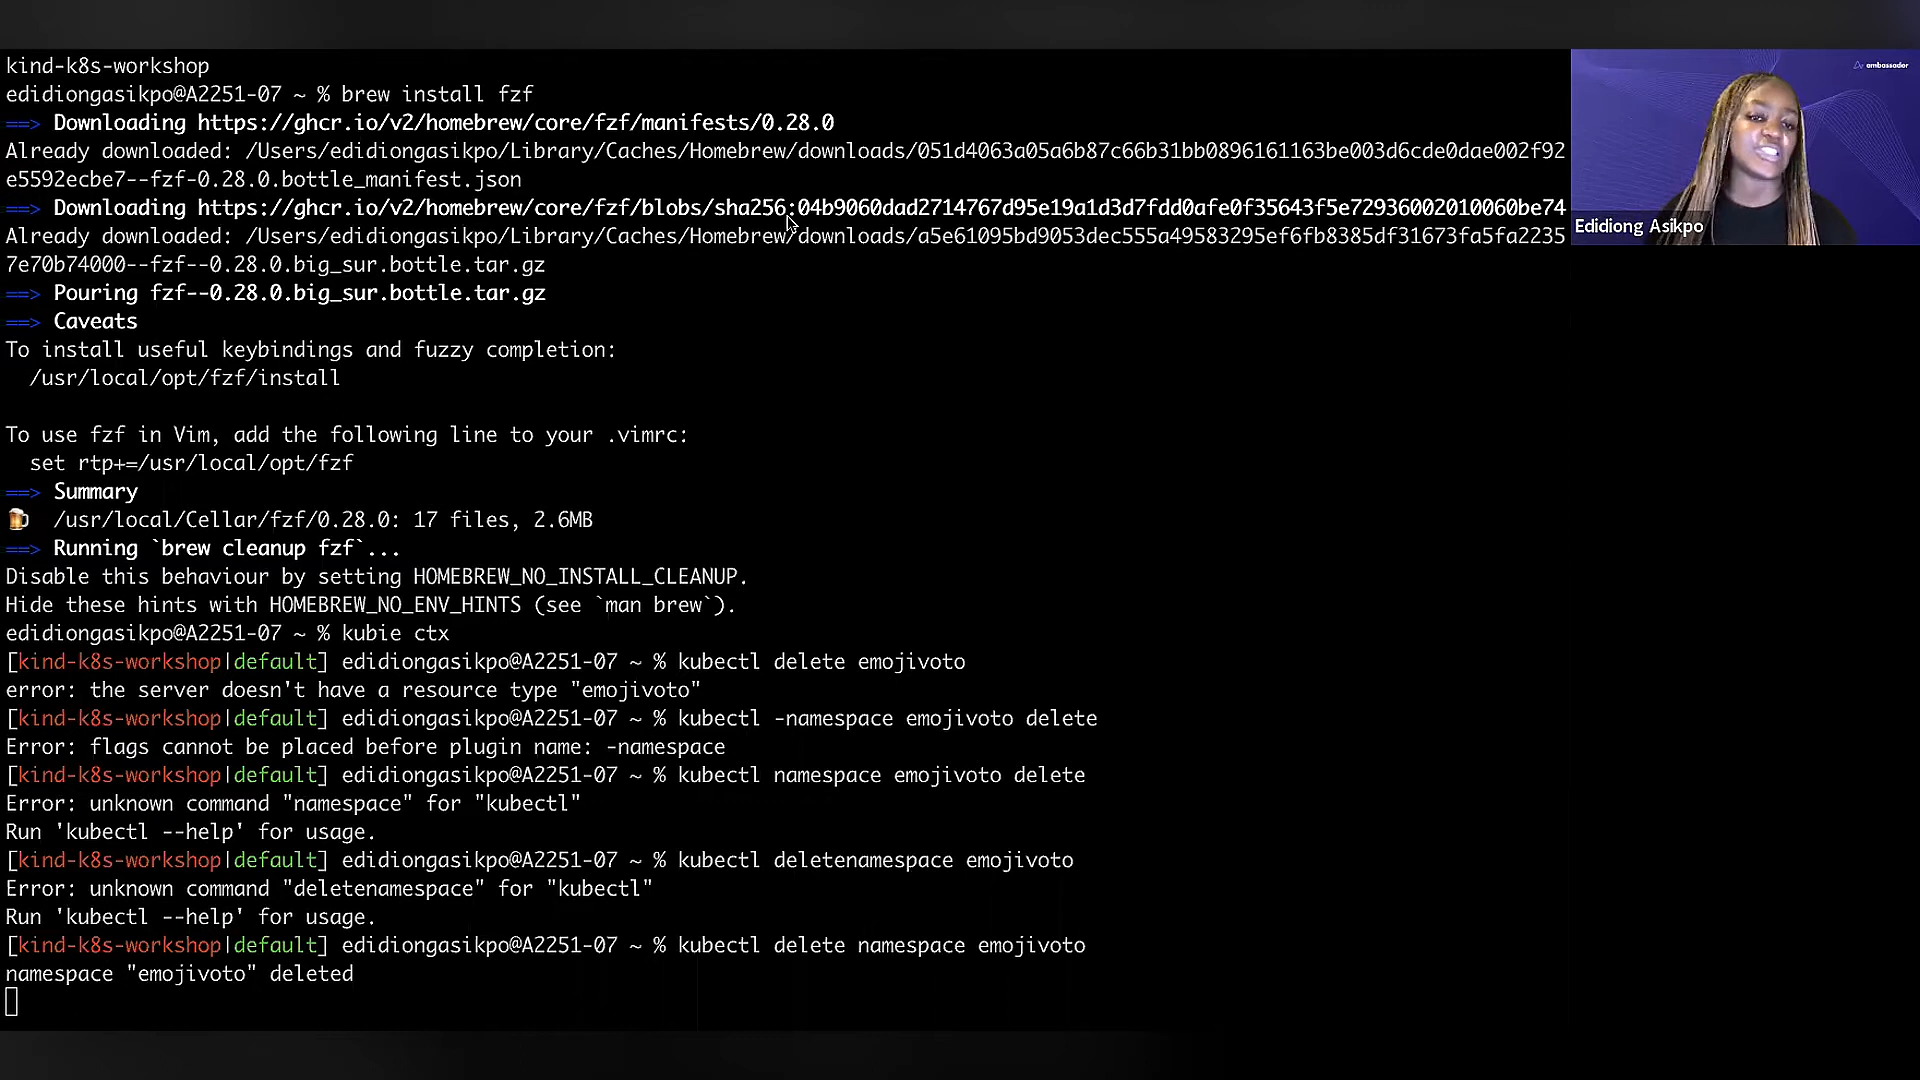 kind-k8s-workshop
edidiongasikpo@A2251-07 ~ % brew install fzf
==> Downloading https://ghcr.io/v2/homebrew/core/fzf/manifests/0.28.0
Already downloaded: /Users/edidiongasikpo/Library/Caches/Homebrew/downloads/051d4063a05a6b87c66b31bb0896161163be003d6cde0dae002f92
e5592ecbe7--fzf-0.28.0.bottle_manifest.json
==> Downloading https://ghcr.io/v2/homebrew/core/fzf/blobs/sha256:04b9060dad2714767d95e19a1d3d7fdd0afe0f35643f5e72936002010060be74
Already downloaded: /Users/edidiongasikpo/Library/Caches/Homebrew/downloads/a5e61095bd9053dec555a49583295ef6fb8385df31673fa5fa2235
7e70b74000--fzf--0.28.0.big_sur.bottle.tar.gz
==> Pouring fzf--0.28.0.big_sur.bottle.tar.gz
==> Caveats
To install useful keybindings and fuzzy completion:
/usr/local/opt/fzf/install
To use fzf in Vim, add the following line to your .vimrc:
set rtp+=/usr/local/opt/fzf
==> Summary
🍺 /usr/local/Cellar/fzf/0.28.0: 17 files, 2.6MB
==> Running `brew cleanup fzf`...
Disable this behaviour by setting HOMEBREW_NO_INSTALL_CLEANUP.
Hide these hints with HOMEBREW_NO_ENV_HINTS (see `man brew`).
edidiongasikpo@A2251-07 ~ % kubie ctx
[kind-k8s-workshop|default] edidiongasikpo@A2251-07 ~ % kubectl delete emojivoto
error: the server doesn't have a resource type "emojivoto"
[kind-k8s-workshop|default] edidiongasikpo@A2251-07 ~ % kubectl -namespace emojivoto delete
Error: flags cannot be placed before plugin name: -namespace
[kind-k8s-workshop|default] edidiongasikpo@A2251-07 ~ % kubectl namespace emojivoto delete
Error: unknown command "namespace" for "kubectl"
Run 'kubectl --help' for usage.
[kind-k8s-workshop|default] edidiongasikpo@A2251-07 ~ % kubectl deletenamespace emojivoto
Error: unknown command "deletenamespace" for "kubectl"
Run 'kubectl --help' for usage.
[kind-k8s-workshop|default] edidiongasikpo@A2251-07 ~ % kubectl delete namespace emojivoto
namespace "emojivoto" deleted
ambassador
Edidiong Asikpo